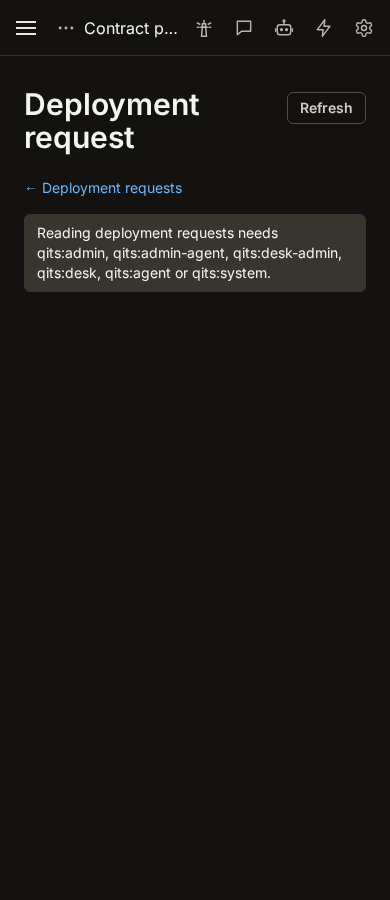 Contract p...
Deployment
request
Refresh
← Deployment requests
Reading deployment requests needs
qits:admin, qits:admin-agent, qits:desk-admin,
qits:desk, qits:agent or qits:system.